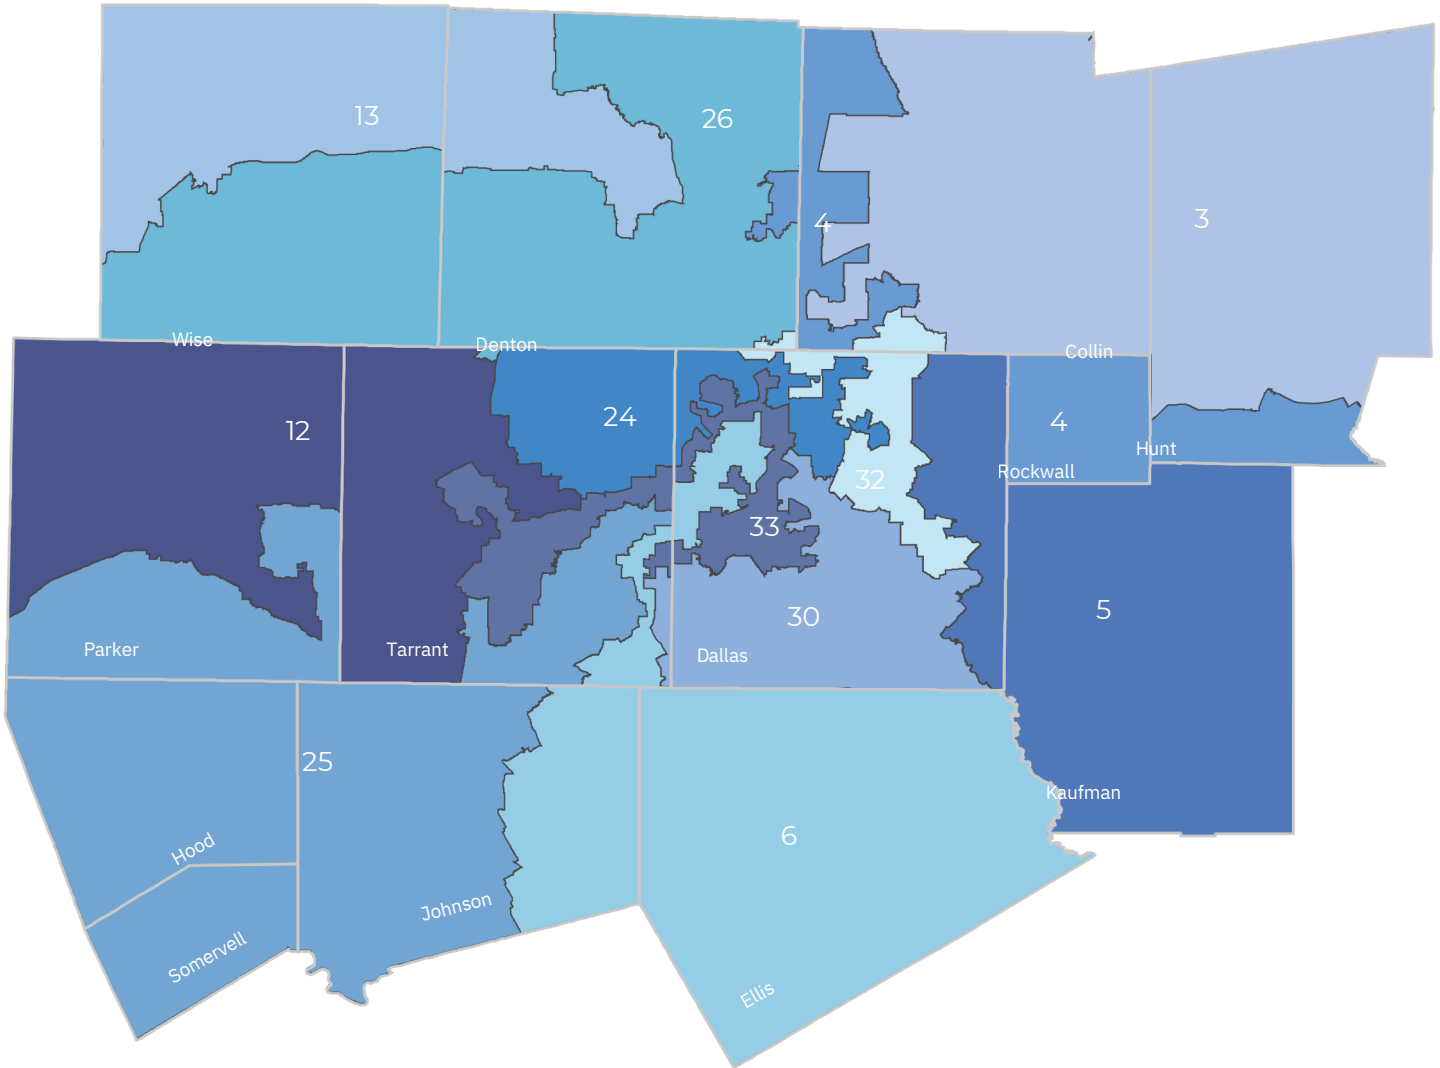 13
26
4
3
Wise
Denton
Collin
12
24
4
Hunt
Rockwall
32
33
5
30
Parker
Tarrant
Dallas
25
Kaufman
6
Hood
Johnson
Somervell
Ellis